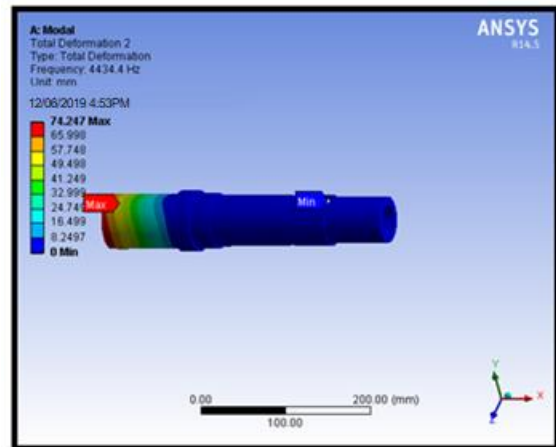 A: Modal
Total Deformation 2
Type: Total Deformation
Frequency: 4434.4 Hz
Unit: mm
12/06/2019 4:53PM
ANSYS
R14.5
74.247 Max
65.998
57.748
49.498
41.249
32.999
24.749
16.499
8.2497
0 Min
Max
Min
Y
X
Z
0.00
200.00 (mm)
100.00